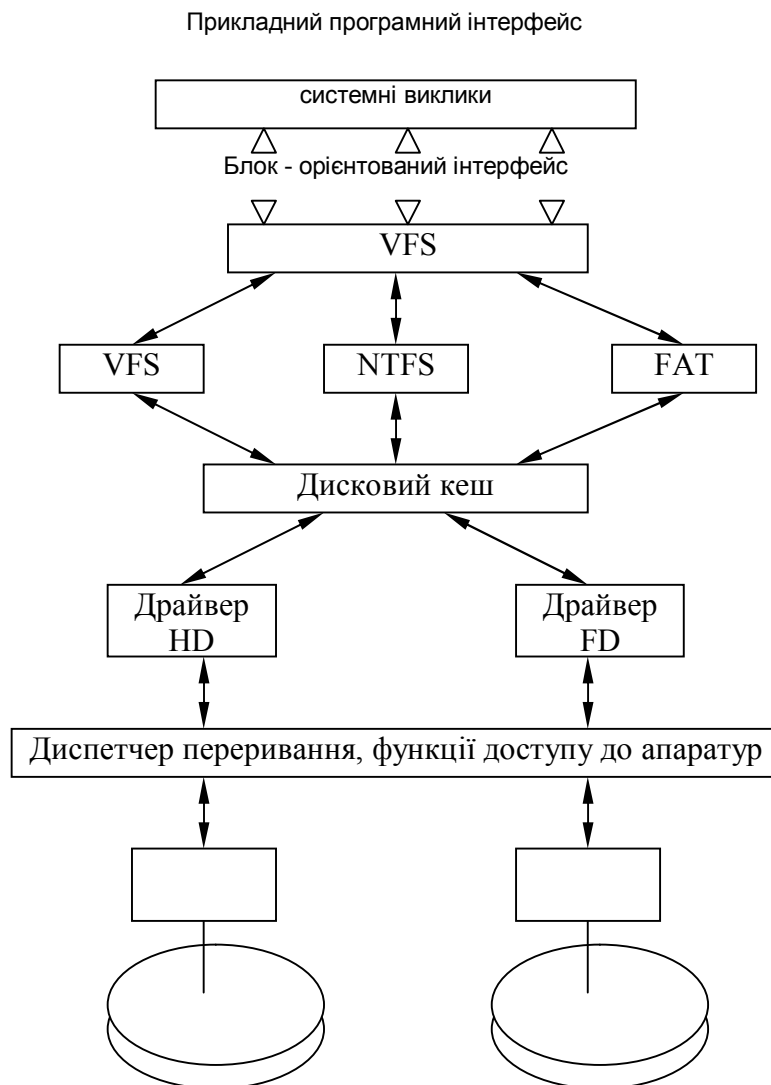 Прикладний програмний інтерфейс
системні виклики
Блок - орієнтований інтерфейс
VFS
VFS NTFS FAT
Дисковий кеш
Драйвер HD
Драйвер FD
Диспетчер переривання, функції доступу до апаратур